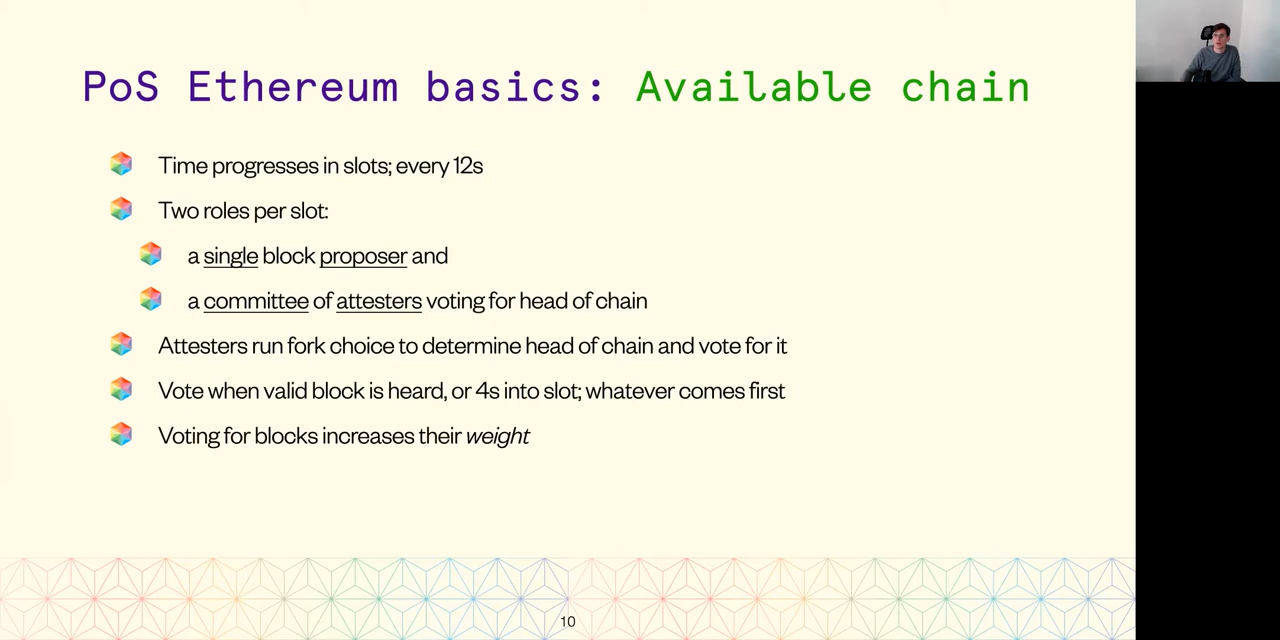 PoS Ethereum basics: Available chain
Time progresses in slots; every 12s
Two roles per slot:
a single block proposer and
a committee of attesters voting for head of chain
Attesters run fork choice to determine head of chain and vote for it
Vote when valid block is heard, or 4s into slot; whatever comes first
Voting for blocks increases their weight
10